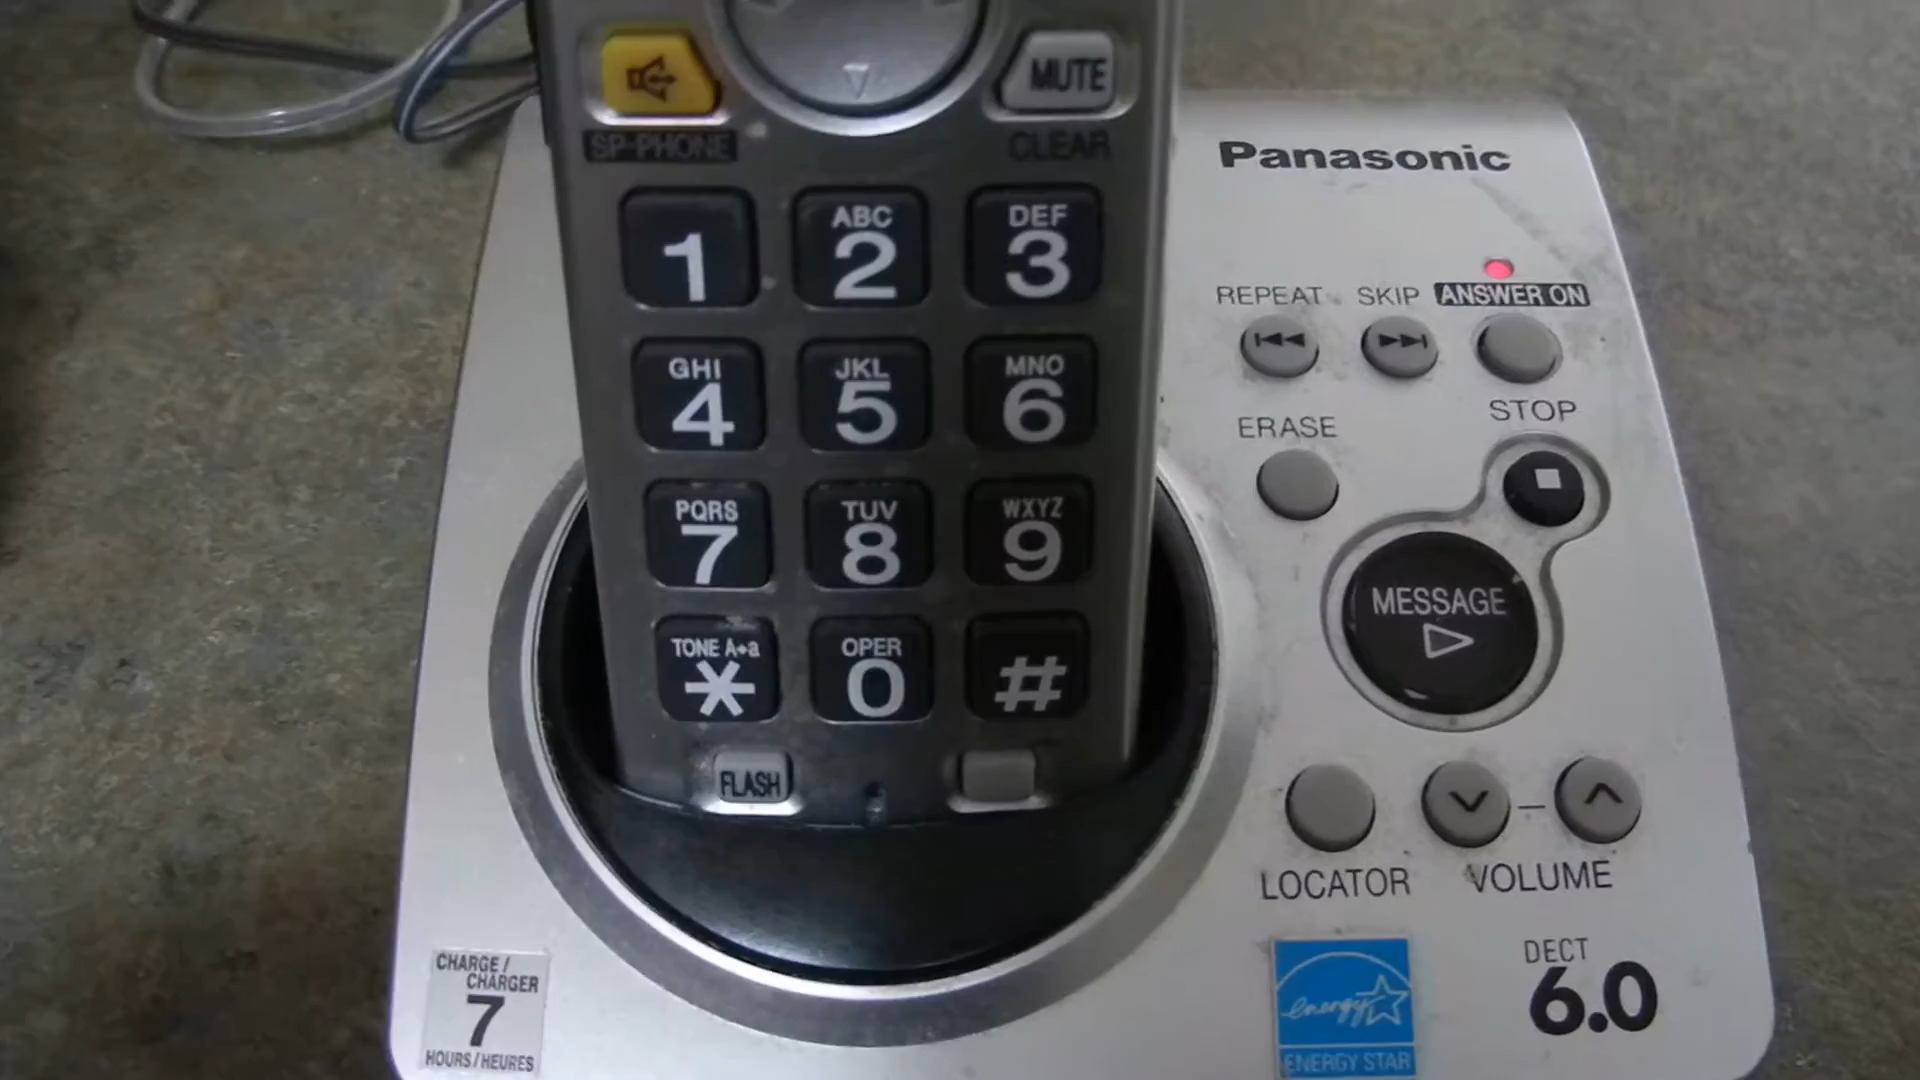 MUTE
SP-PHONE
CLEAR
1
ABC
2
DEF
3
GHI
4
JKL
5
MNO
6
PQRS
7
TUV
8
WXYZ
9
TONE A→a
*
OPER
0
#
FLASH
Panasonic
REPEAT SKIP ANSWER ON
STOP
ERASE
MESSAGE
LOCATOR VOLUME
CHARGE/
CHARGER
7
HOURS/HEURES
energy
ENERGY STAR
DECT
6.0